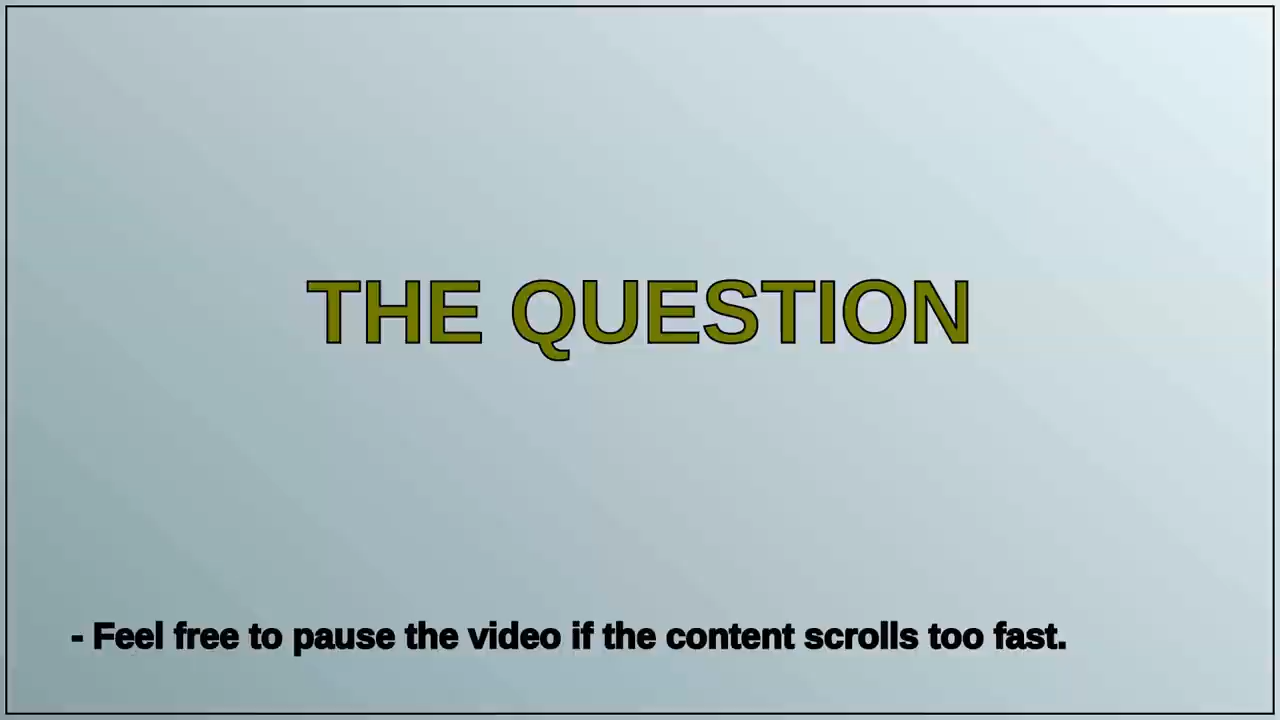 THE QUESTION
- Feel free to pause the video if the content scrolls too fast.